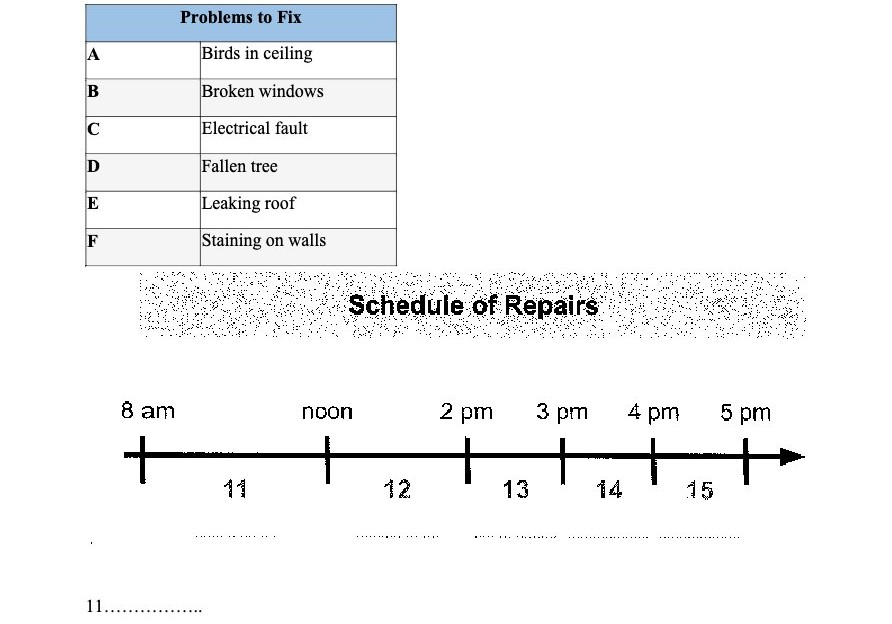 Problems to Fix
A Birds in ceiling
B Broken windows
C Electrical fault
D Fallen tree
E Leaking roof
F Staining on walls
Schedule of Repairs
8 am noon 2 pm 3 pm 4 pm 5 pm
11 12 13 14 15
11……………..